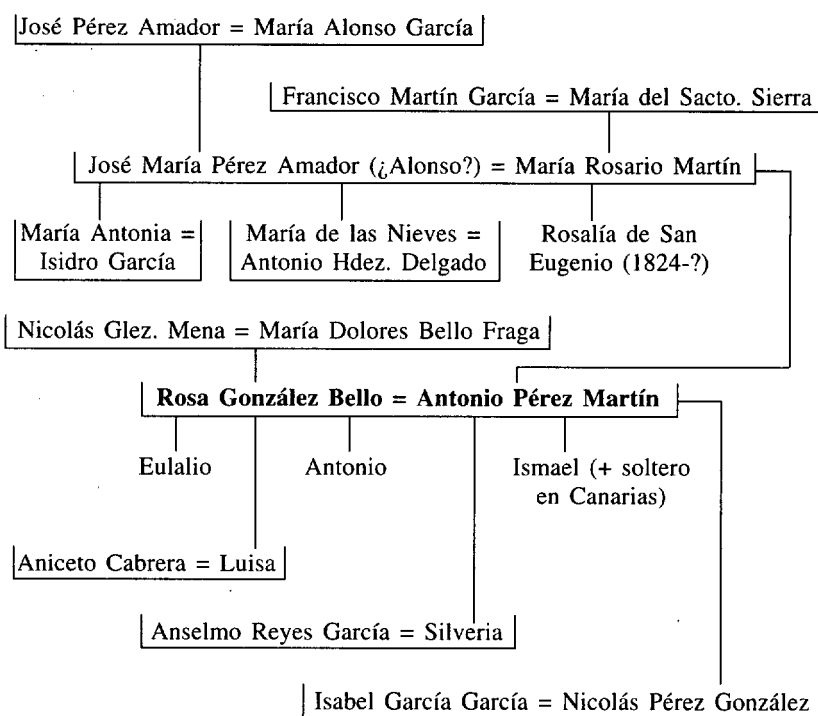 José Pérez Amador = María Alonso García
Francisco Martín García = María del Sacto. Sierra
José María Pérez Amador (¿Alonso?) = María Rosario Martín
María Antonia =
Isidro García
María de las Nieves =
Antonio Hdez. Delgado
Rosalía de San
Eugenio (1824-?)
Nicolás Glez. Mena = María Dolores Bello Fraga
Rosa González Bello = Antonio Pérez Martín
Eulalio
Antonio
Ismael (+ soltero
en Canarias)
Aniceto Cabrera = Luisa
Anselmo Reyes García = Silveria
Isabel García García = Nicolás Pérez González